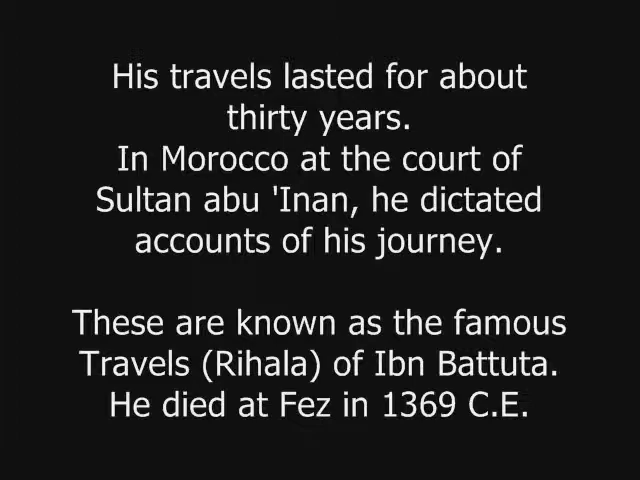 His travels lasted for about
thirty years.
In Morocco at the court of
Sultan abu 'Inan, he dictated
accounts of his journey.
These are known as the famous
Travels (Rihala) of Ibn Battuta.
He died at Fez in 1369 C.E.